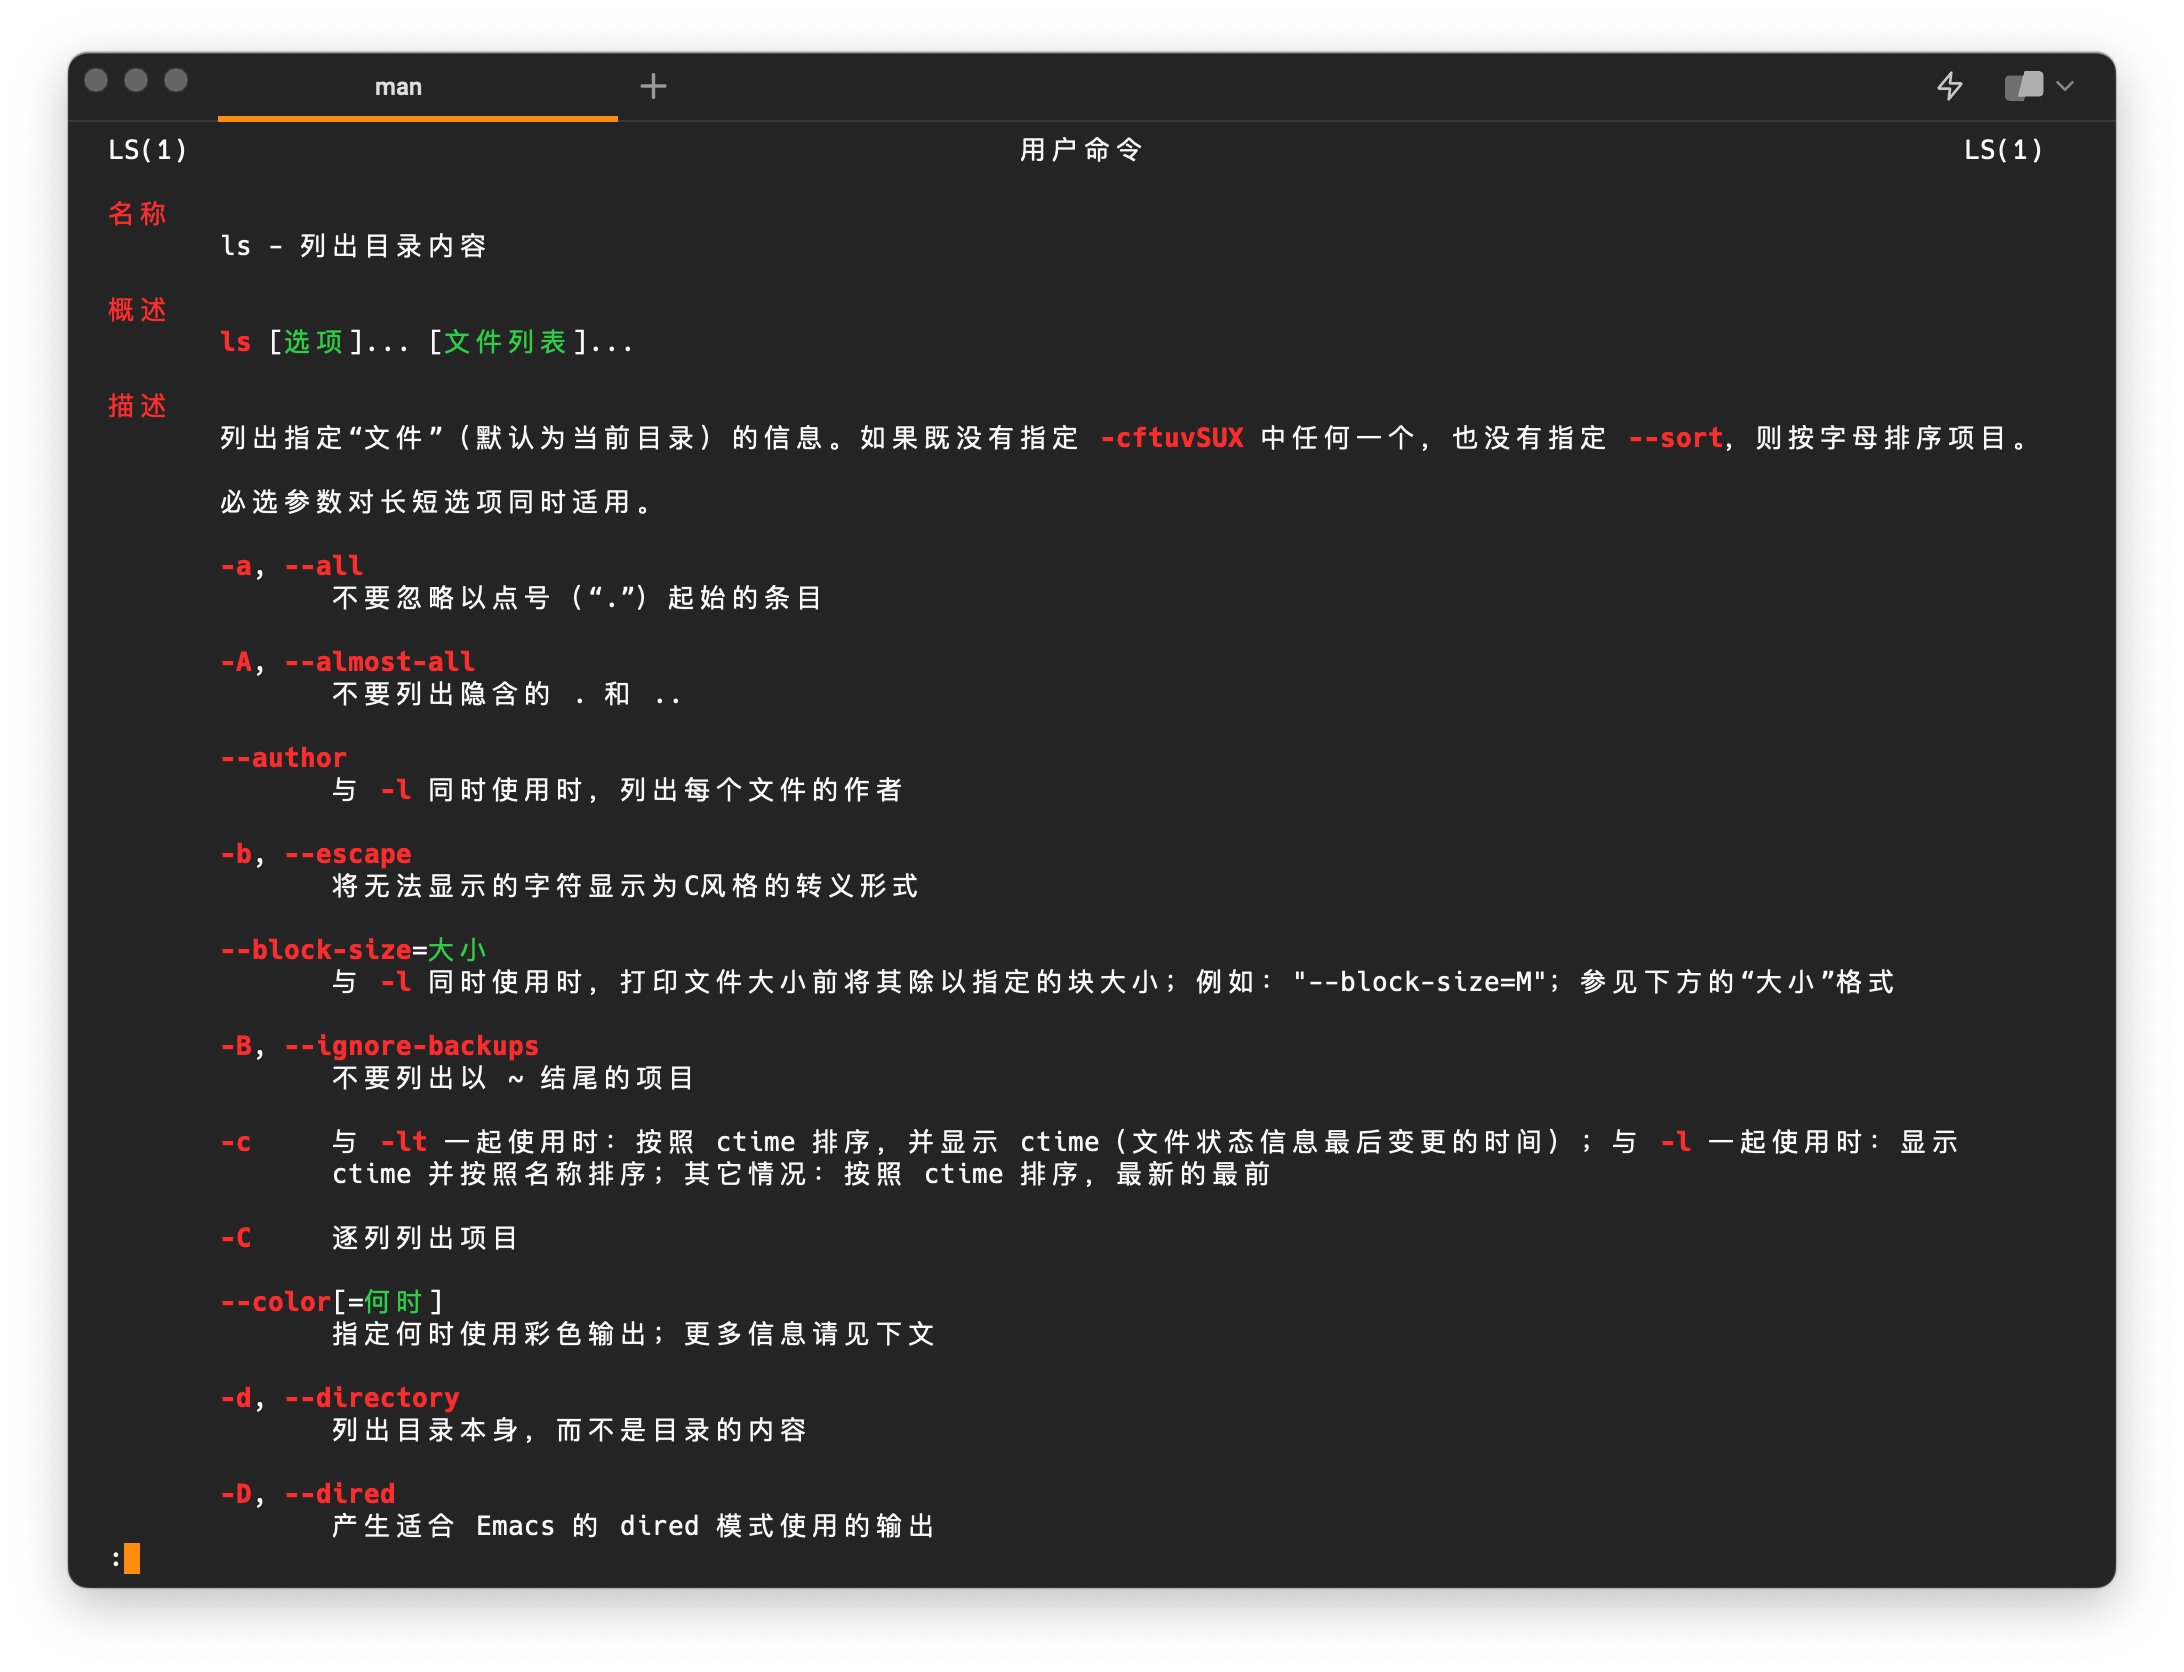 man
LS(1) 用户命令 LS(1)
名称
ls - 列出目录内容
概述
ls [选项]... [文件列表]...
描述
列出指定“文件”（默认为当前目录）的信息。如果既没有指定 -cftuvSUX 中任何一个，也没有指定 --sort，则按字母排序项目。
必选参数对长短选项同时适用。
-a, --all
不要忽略以点号（“.”）起始的条目
-A, --almost-all
不要列出隐含的 . 和 ..
--author
与 -l 同时使用时，列出每个文件的作者
-b, --escape
将无法显示的字符显示为C风格的转义形式
--block-size=大小
与 -l 同时使用时，打印文件大小前将其除以指定的块大小；例如："--block-size=M"；参见下方的“大小”格式
-B, --ignore-backups
不要列出以 ~ 结尾的项目
-c 与 -lt 一起使用时：按照 ctime 排序，并显示 ctime（文件状态信息最后变更的时间）；与 -l 一起使用时：显示
ctime 并按照名称排序；其它情况：按照 ctime 排序，最新的最前
-C 逐列列出项目
--color[=何时]
指定何时使用彩色输出；更多信息请见下文
-d, --directory
列出目录本身，而不是目录的内容
-D, --dired
产生适合 Emacs 的 dired 模式使用的输出
: